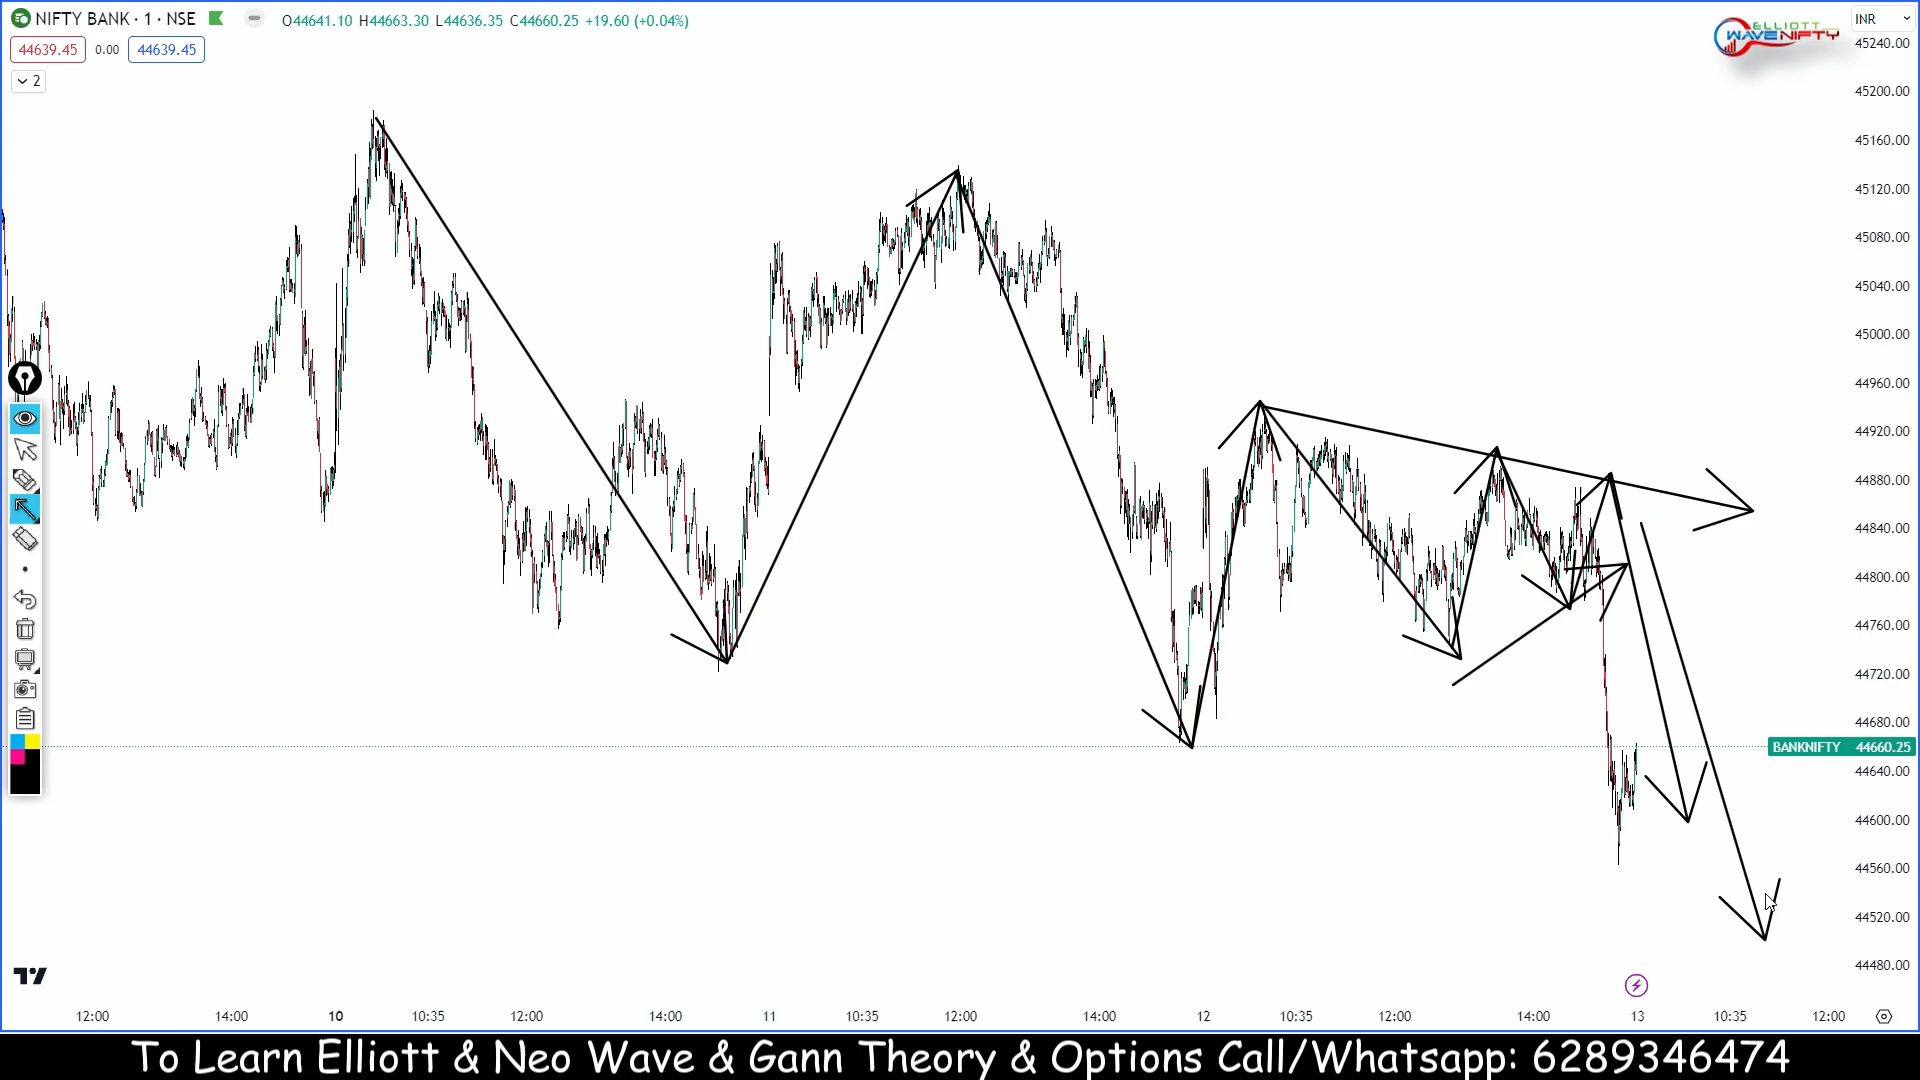 NIFTY BANK · 1 · NSE
O44641.10 H44663.30 L44636.35 C44660.25 +19.60 (+0.04%)
44639.45 0.00 44639.45
2
ELLIOTT
WAVENIFTY
INR
45240.00
45200.00
45160.00
45120.00
45080.00
45040.00
45000.00
44960.00
44920.00
44880.00
44840.00
44800.00
44760.00
44720.00
44680.00
BANKNIFTY 44660.25
44640.00
44600.00
44560.00
44520.00
44480.00
12:00 14:00 10 10:35 12:00 14:00 11 10:35 12:00 14:00 12 10:35 12:00 14:00 13 10:35 12:00
To Learn Elliott & Neo Wave & Gann Theory & Options Call/Whatsapp: 6289346474